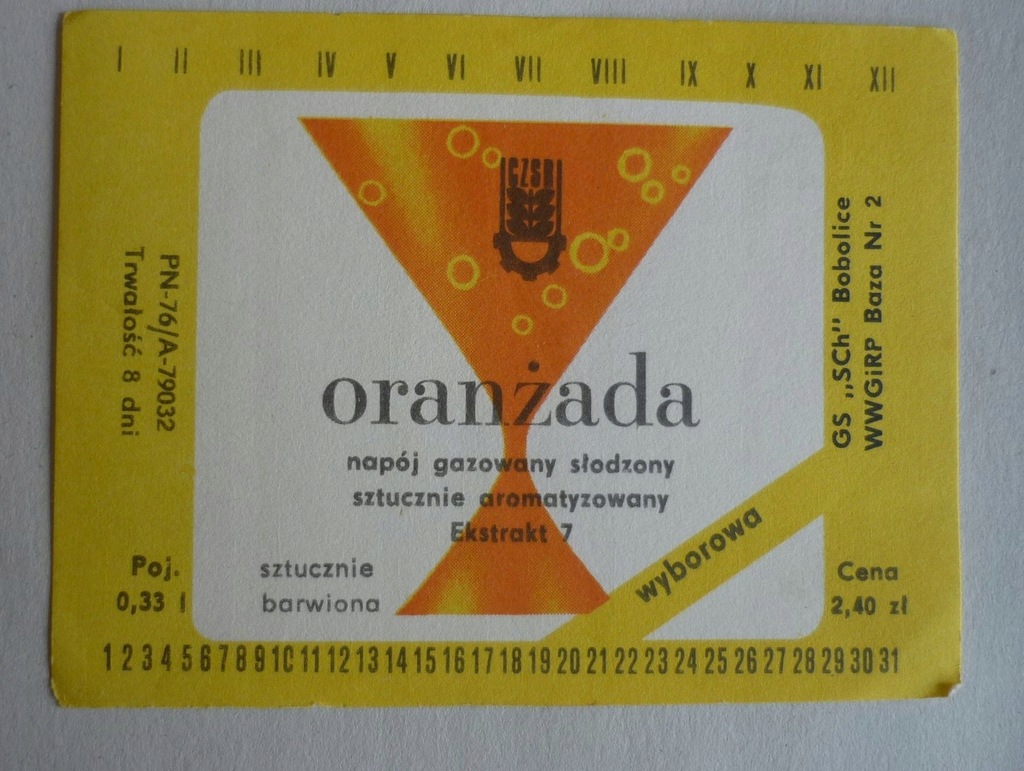 I II III IV V VI VII VIII IX X XI XII
CZSR
PN-76/A-79032
Trwałość 8 dni
GS „SCh" Bobolice
WWGiRP Baza Nr 2
oranżada
napój gazowany słodzony
sztucznie aromatyzowany
Ekstrakt 7
wyborowa
Poj.
0,33 l
sztucznie
barwiona
Cena
2,40 zł
1 2 3 4 5 6 7 8 9 10 11 12 13 14 15 16 17 18 19 20 21 22 23 24 25 26 27 28 29 30 31